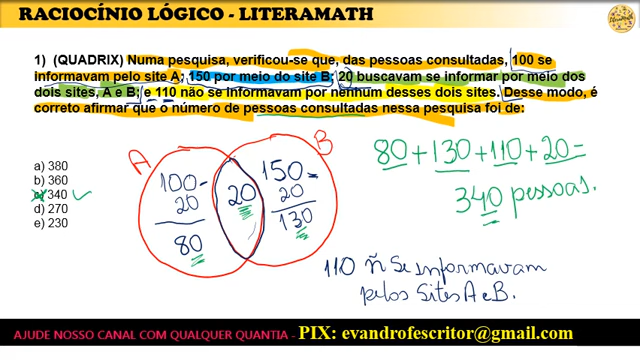 RACIOCÍNIO LÓGICO - LITERAMATH
1) (QUADRIX) Numa pesquisa, verificou-se que, das pessoas consultadas, 100 se
informavam pelo site A; 150 por meio do site B; 20 buscavam se informar por meio dos
dois sites, A e B; e 110 não se informavam por nenhum desses dois sites. Desse modo, é
correto afirmar que o número de pessoas consultadas nessa pesquisa foi de:
a) 380
b) 360
c) 340
d) 270
e) 230
A
B
100-
20
80
20
150-
20
130
80+130+110+20=
340 pessoas.
110 ñ se informavam
pelos sites A e B.
AJUDE NOSSO CANAL COM QUALQUER QUANTIA - PIX: evandrofescritor@gmail.com